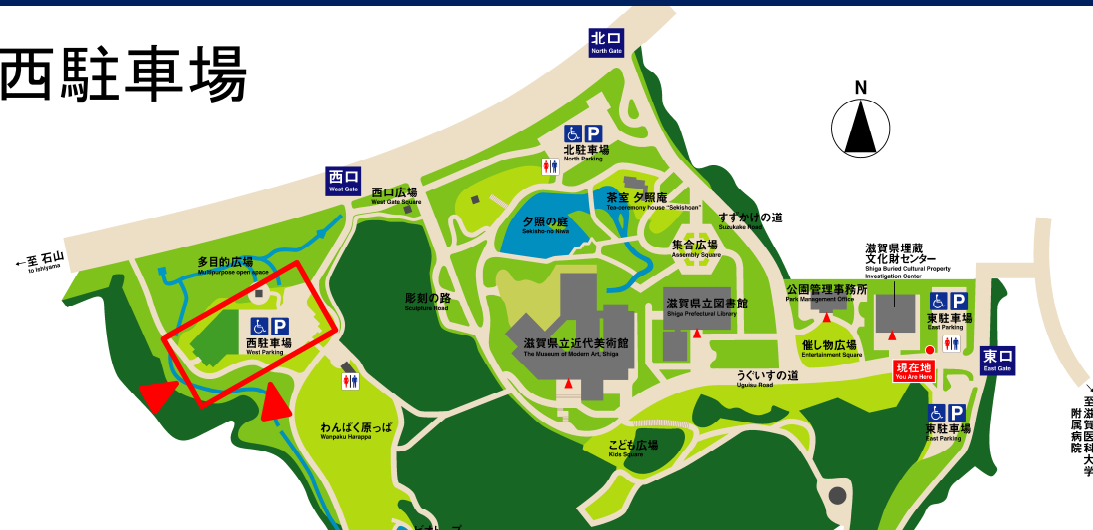 西駐車場
北口
North Gate
N
北駐車場
North Parking
P
西口
West Gate
西口広場
West Gate Square
茶室 夕照庵
Tea-ceremony house "Sekishoan"
夕照の庭
Sekisho-no Niwa
すずかけの道
Suzukake Road
集合広場
Assembly Square
滋賀県埋蔵
文化財センター
Shiga Buried Cultural Property
Investigation Center
←至 石山
to Ishiyama
多目的広場
Multipurpose open space
彫刻の路
Sculpture Road
滋賀県立図書館
Shiga Prefectural Library
公園管理事務所
Park Management Office
P
東駐車場
East Parking
P
西駐車場
West Parking
滋賀県立近代美術館
The Museum of Modern Art, Shiga
催し物広場
Entertainment Square
東口
East Gate
現在地
You Are Here
うぐいすの道
Uguisu Road
P
東駐車場
East Parking
←至滋賀医科大学
附属病院
わんぱく原っぱ
Wanpaku Harappa
こども広場
Kids Square